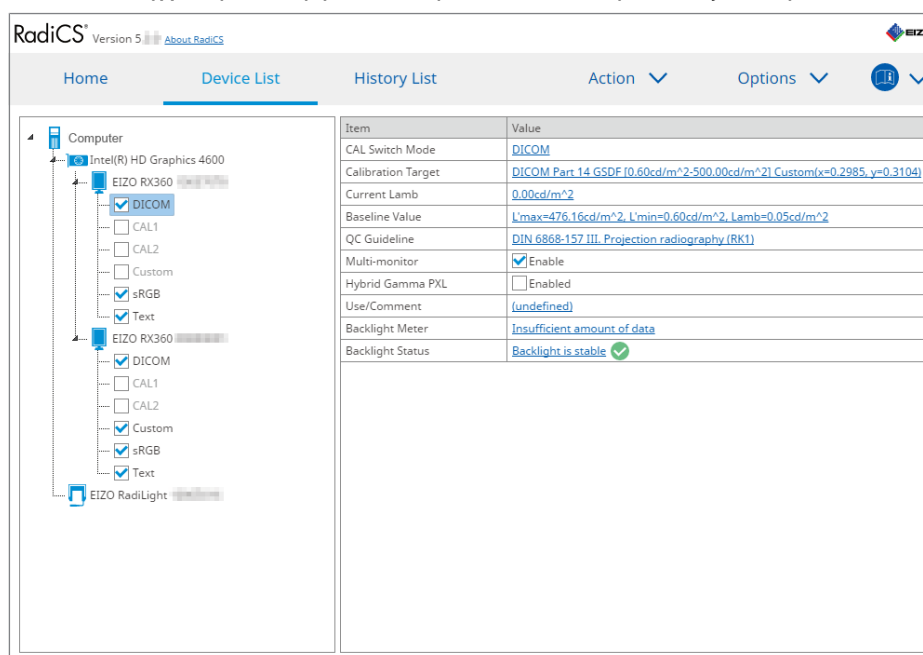 RadiCS® Version 5. About RadiCS
EIZ
Home Device List History List Action Options
Computer
Intel(R) HD Graphics 4600
EIZO RX360
DICOM
CAL1
CAL2
Custom
sRGB
Text
EIZO RX360
DICOM
CAL1
CAL2
Custom
sRGB
Text
EIZO RadiLight
Item Value
CAL Switch Mode DICOM
Calibration Target DICOM Part 14 GSDF [0.60cd/m^2-500.00cd/m^2] Custom(x=0.2985, y=0.3104)
Current Lamb 0.00cd/m^2
Baseline Value L'max=476.16cd/m^2, L'min=0.60cd/m^2, Lamb=0.05cd/m^2
QC Guideline DIN 6868-157 III. Projection radiography (RK1)
Multi-monitor Enable
Hybrid Gamma PXL Enabled
Use/Comment (undefined)
Backlight Meter Insufficient amount of data
Backlight Status Backlight is stable